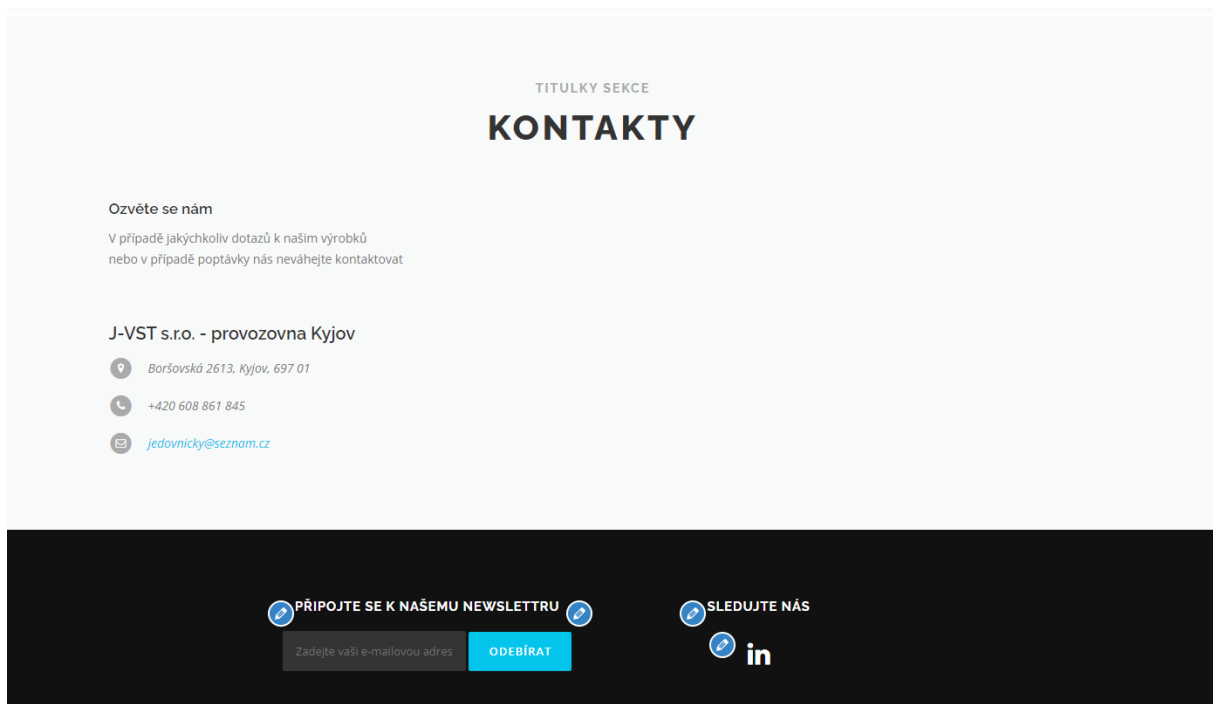 TITULKY SEKCE
KONTAKTY
Ozvěte se nám
V případě jakýchkoliv dotazů k našim výrobků
nebo v případě poptávky nás neváhejte kontaktovat
J-VST s.r.o. - provozovna Kyjov
Boršovská 2613, Kyjov, 697 01
+420 608 861 845
jedovnicky@seznam.cz
PŘIPOJTE SE K NAŠEMU NEWSLETTRU
Zadejte vaší e-mailovou adres
ODEBÍRAT
SLEDUJTE NÁS
in